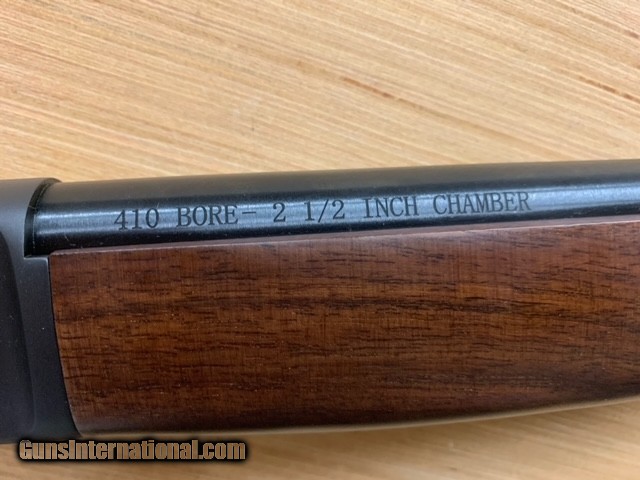 410 BORE- 2 1/2 INCH CHAMBER
GunsInternational.com